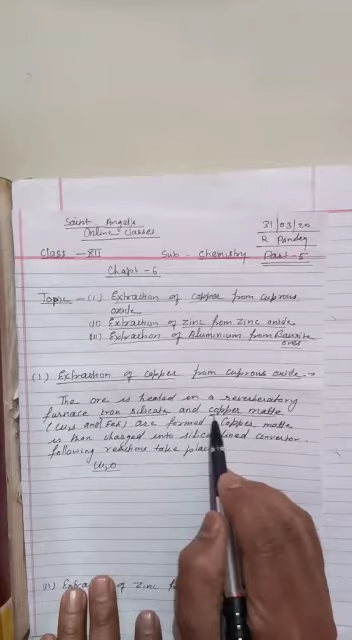 Saint Angel's
Online Classes
31/03/20
R Pandey
Class - XII
Sub - Chemistry
Part - 5
Chapt - 6
Topic - (i) Extraction of copper from cuprous
oxide
(ii) Extraction of zinc from zinc oxide
(iii) Extraction of Aluminium from Bauxite
ores
(i) Extraction of copper from cuprous oxide. →
The ore is heated in a reverberatory
furnace Iron silicate and copper matte
(Cu2S and FeS) are formed. Copper matte
is then charged into silica lined convertor.
following reactions take place
Cu2O
(ii) of Zinc